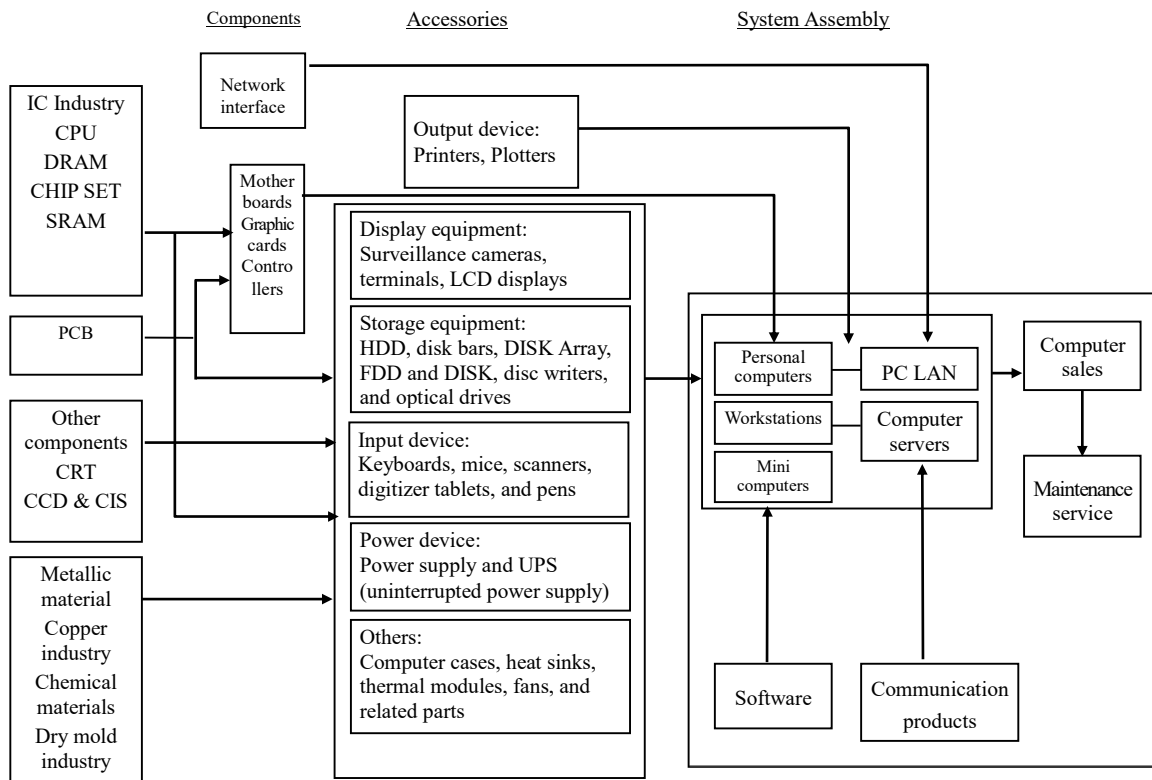 Components
Accessories
System Assembly
Network
interface
IC Industry
CPU
DRAM
CHIP SET
SRAM
Output device:
Printers, Plotters
Mother
boards
Graphic
cards
Contro
llers
Display equipment:
Surveillance cameras,
terminals, LCD displays
PCB
Storage equipment:
HDD, disk bars, DISK Array,
FDD and DISK, disc writers,
and optical drives
Personal
computers
PC LAN
Computer
sales
Workstations
Computer
servers
Mini
computers
Maintenance
service
Other
components
CRT
CCD & CIS
Input device:
Keyboards, mice, scanners,
digitizer tablets, and pens
Power device:
Power supply and UPS
(uninterrupted power supply)
Metallic
material
Copper
industry
Chemical
materials
Dry mold
industry
Others:
Computer cases, heat sinks,
thermal modules, fans, and
related parts
Software
Communication
products